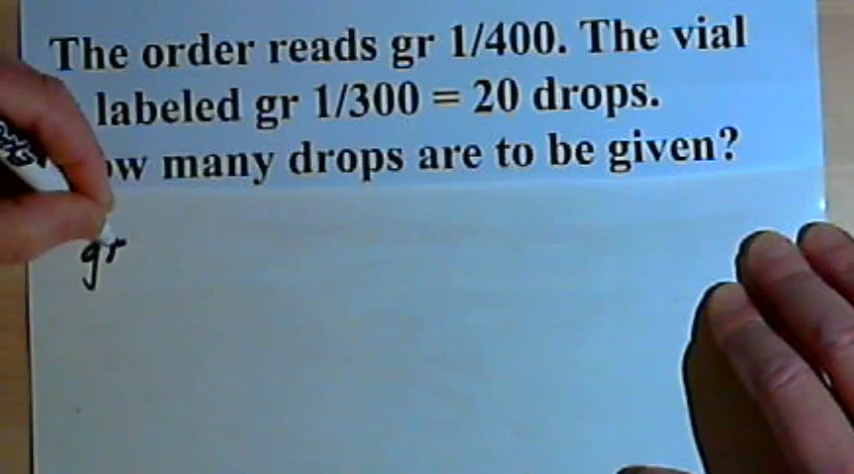 The order reads gr 1/400. The vial
labeled gr 1/300 = 20 drops.
many drops are to be given?
gr